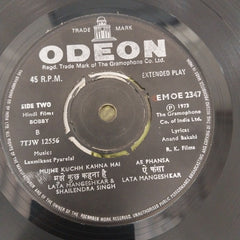 TRADE MARK
ODEON
Regd. Trade Mark of The Gramophone Co. Ltd.
45 R.P.M.
EXTENDED PLAY
SIDE TWO
Hindi films
BOBBY
B
7TJW 12556
EMOE 2347
℗ 1973
The Gramophone
Co. of India Ltd.
Lyrics:
Anand Bakshi
Music:
Laxmikant Pyarelal
R. K. Films
MUJHE KUCHH KAHNA HAI
मुझे कुछ कहना है
LATA MANGESHKAR &
SHAILENDRA SINGH
AE PHANSA
ऐ फंसा
LATA MANGESHKAR